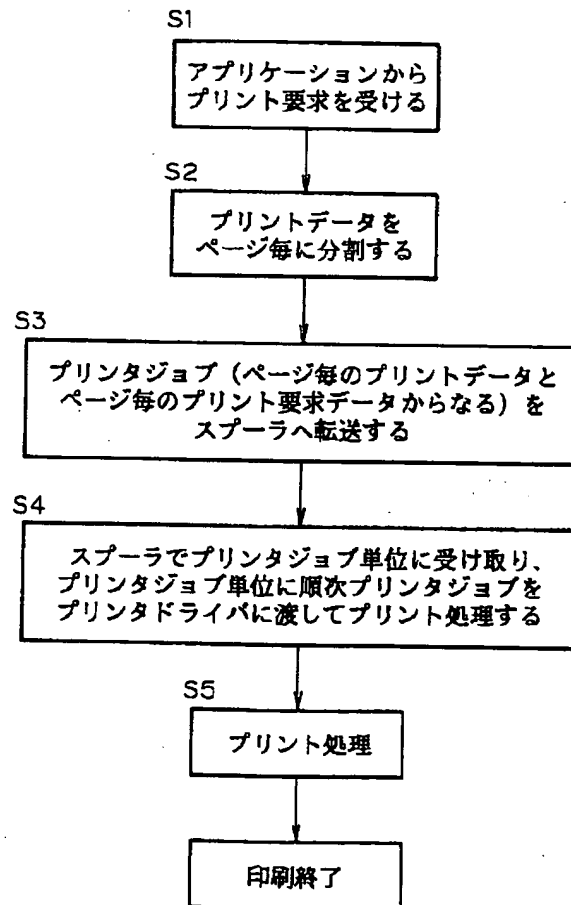 S1
アプリケーションから
プリント要求を受ける
S2
プリントデータを
ページ毎に分割する
S3
プリンタジョブ（ページ毎のプリントデータと
ページ毎のプリント要求データからなる）を
スプーラへ転送する
S4
スプーラでプリンタジョブ単位に受け取り、
プリンタジョブ単位に順次プリンタジョブを
プリンタドライバに渡してプリント処理する
S5
プリント処理
印刷終了